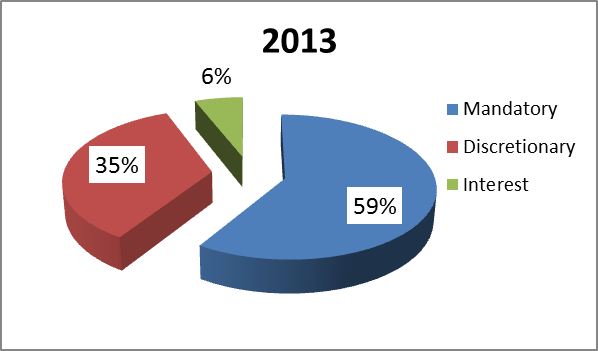 2013
6%
35%
59%
Mandatory
Discretionary
Interest